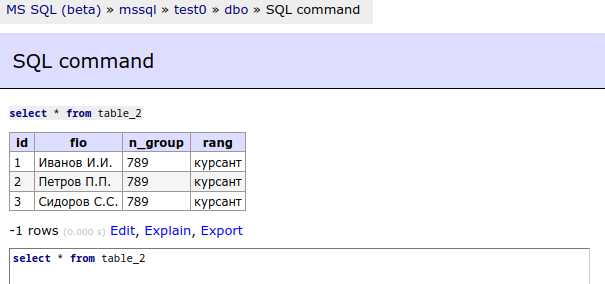 MS SQL (beta) » mssql » test0 » dbo » SQL command
SQL command
select * from table_2
id fio n_group rang
1 Иванов И.И. 789 курсант
2 Петров П.П. 789 курсант
3 Сидоров С.С. 789 курсант
-1 rows (0.000 s) Edit, Explain, Export
select * from table_2